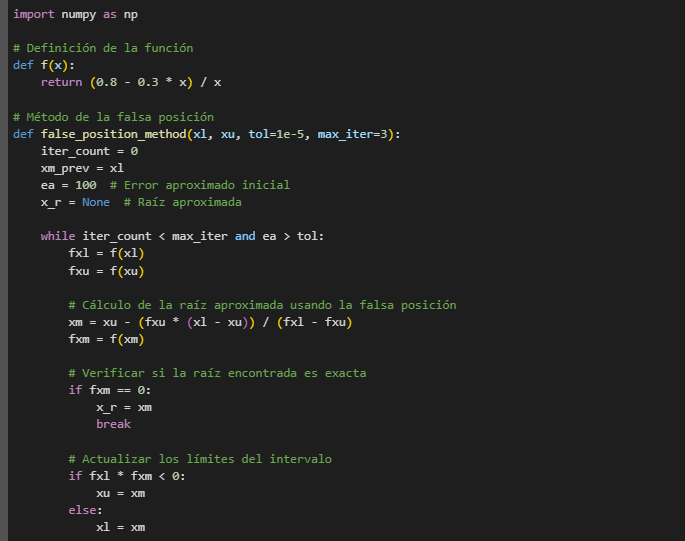 import numpy as np
# Definición de la función
def f(x):
    return (0.8 - 0.3 * x) / x
# Método de la falsa posición
def false_position_method(xl, xu, tol=1e-5, max_iter=3):
    iter_count = 0
    xm_prev = xl
    ea = 100  # Error aproximado inicial
    x_r = None  # Raíz aproximada
    while iter_count < max_iter and ea > tol:
        fxl = f(xl)
        fxu = f(xu)
        # Cálculo de la raíz aproximada usando la falsa posición
        xm = xu - (fxu * (xl - xu)) / (fxl - fxu)
        fxm = f(xm)
        # Verificar si la raíz encontrada es exacta
        if fxm == 0:
            x_r = xm
            break
        # Actualizar los límites del intervalo
        if fxl * fxm < 0:
            xu = xm
        else:
            xl = xm